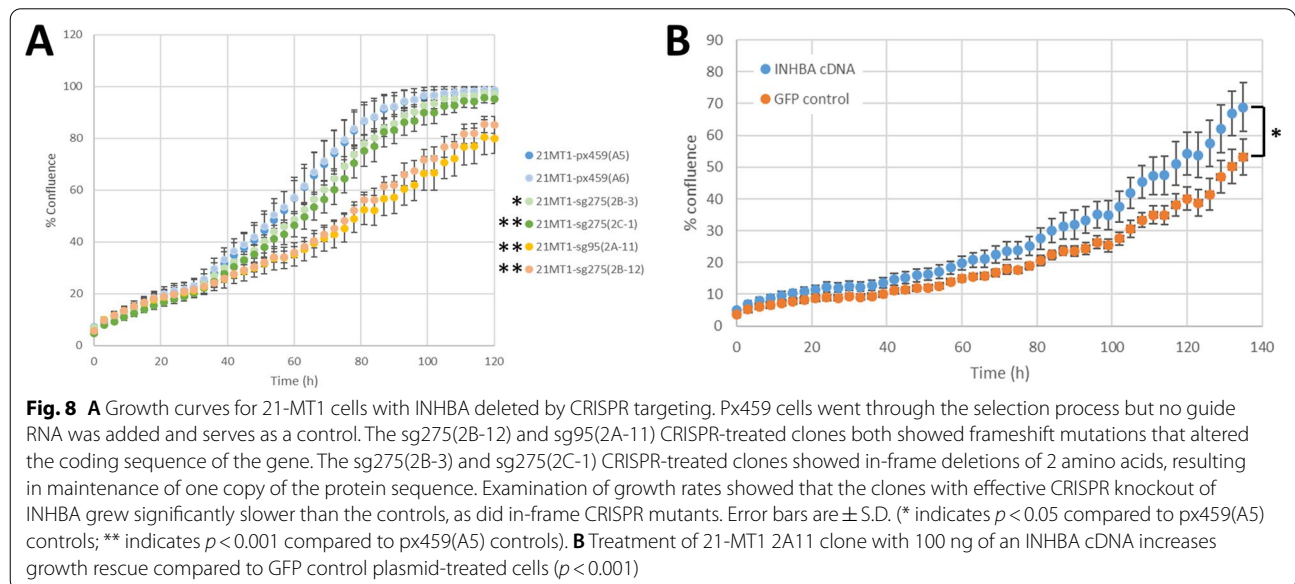 A
120
100
80
60
40
20
0
% Confluence
0 20 40 60 80 100 120
Time (h)
21MT1-px459(A5)
21MT1-px459(A6)
* 21MT1-sg275(2B-3)
** 21MT1-sg275(2C-1)
** 21MT1-sg95(2A-11)
** 21MT1-sg275(2B-12)
B
90
80
70
60
50
40
30
20
10
0
% confluence
INHBA cDNA
GFP control
*
0 20 40 60 80 100 120 140
Time (h)
Fig. 8 A Growth curves for 21-MT1 cells with INHBA deleted by CRISPR targeting. Px459 cells went through the selection process but no guide
RNA was added and serves as a control. The sg275(2B-12) and sg95(2A-11) CRISPR-treated clones both showed frameshift mutations that altered
the coding sequence of the gene. The sg275(2B-3) and sg275(2C-1) CRISPR-treated clones showed in-frame deletions of 2 amino acids, resulting
in maintenance of one copy of the protein sequence. Examination of growth rates showed that the clones with effective CRISPR knockout of
INHBA grew significantly slower than the controls, as did in-frame CRISPR mutants. Error bars are ± S.D. (* indicates p < 0.05 compared to px459(A5)
controls; ** indicates p < 0.001 compared to px459(A5) controls). B Treatment of 21-MT1 2A11 clone with 100 ng of an INHBA cDNA increases
growth rescue compared to GFP control plasmid-treated cells (p < 0.001)